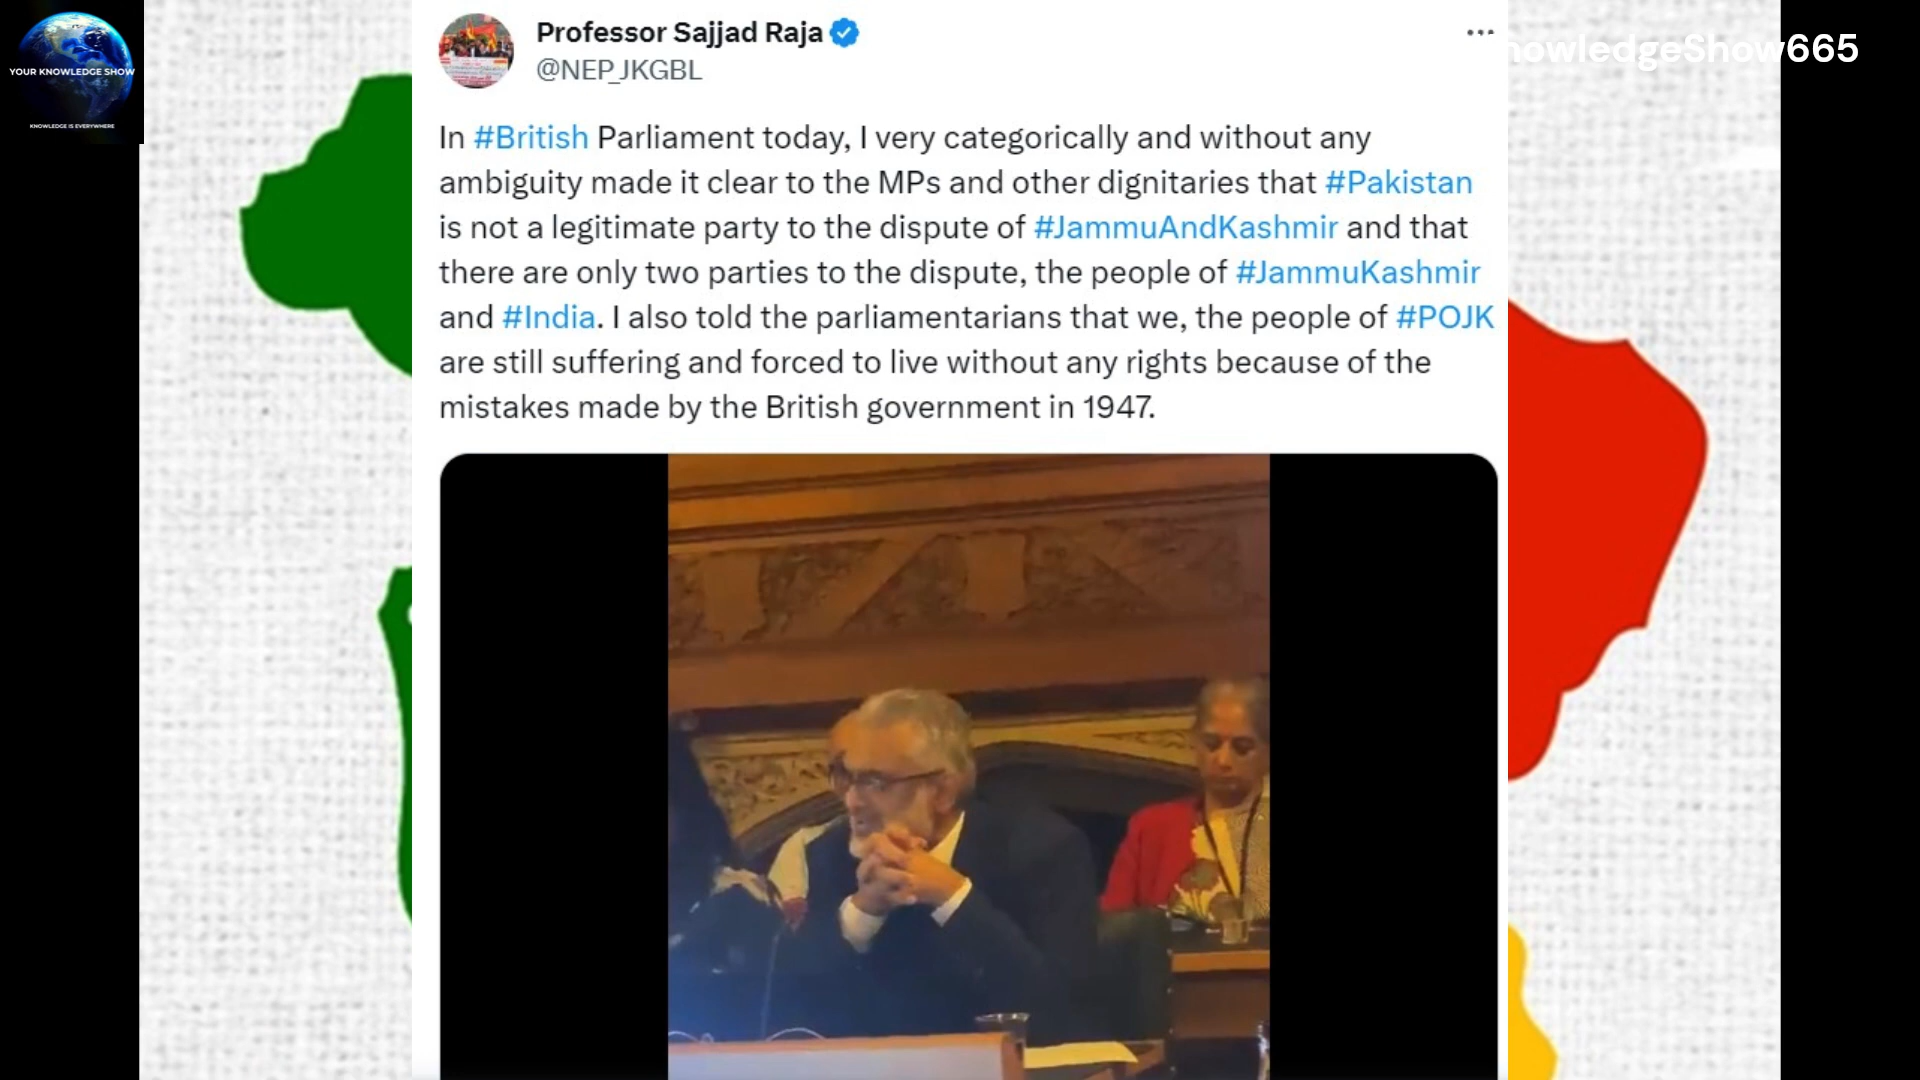 YOUR KNOWLEDGE SHOW
KNOWLEDGE IS EVERYWHERE
Professor Sajjad Raja
@NEP_JKGBL
nowledgeShow665
In #British Parliament today, I very categorically and without any
ambiguity made it clear to the MPs and other dignitaries that #Pakistan
is not a legitimate party to the dispute of #JammuAndKashmir and that
there are only two parties to the dispute, the people of #JammuKashmir
and #India. I also told the parliamentarians that we, the people of #POJK
are still suffering and forced to live without any rights because of the
mistakes made by the British government in 1947.